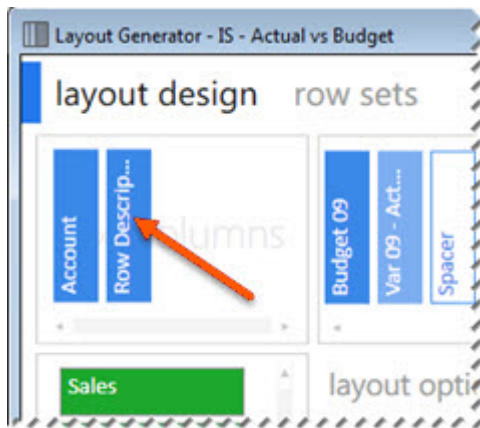 Layout Generator - IS - Actual vs Budget
layout design row sets
Account
Row Descrip...
columns
Budget 09
Var 09 - Act...
Spacer
Sales
layout opti